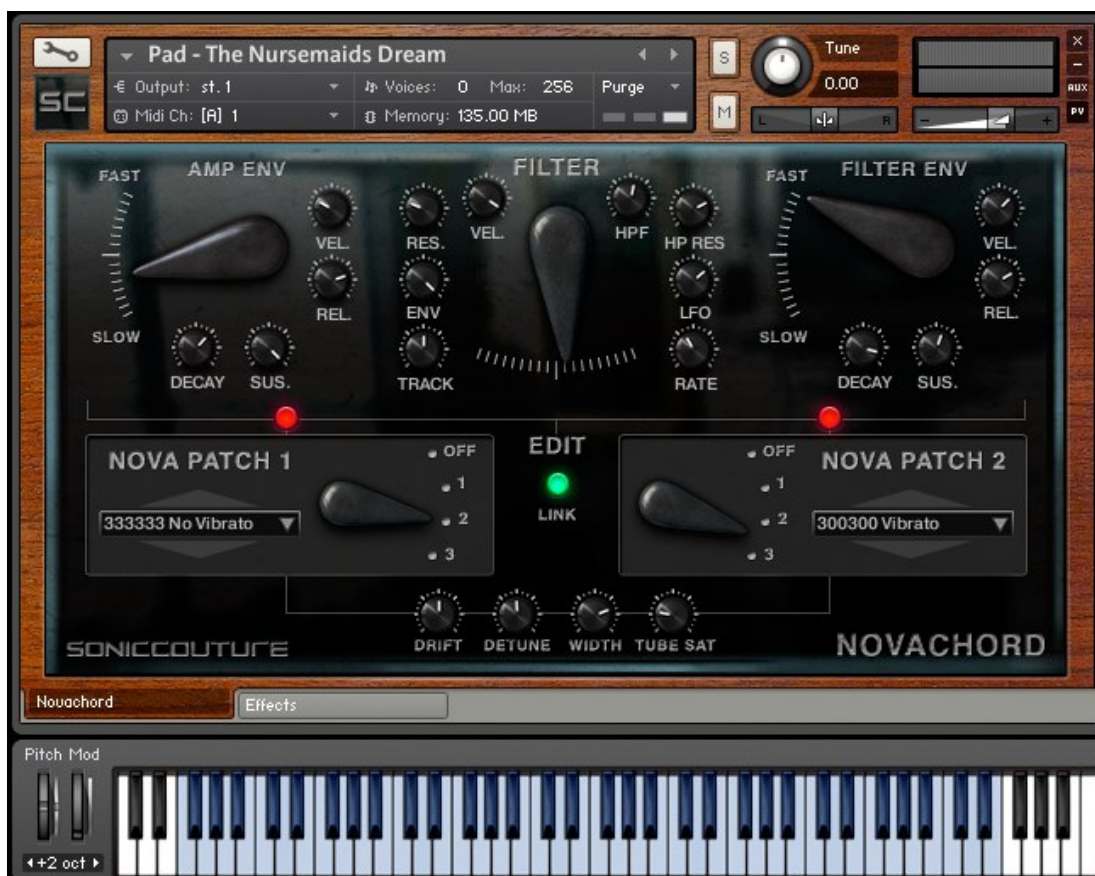 Pad - The Nursemaids Dream
S
Tune
×
−
SC
Output: st.1
Voices: 0 Max: 256
Purge
0.00
AUX
Midi Ch: [A] 1
Memory: 135.00 MB
M
L
R
−
+
PV
FAST
AMP ENV
FILTER
FAST
FILTER ENV
VEL.
RES.
VEL.
HPF
HP RES
VEL.
REL.
ENV
LFO
REL.
SLOW
SLOW
DECAY
SUS.
TRACK
RATE
DECAY
SUS.
NOVA PATCH 1
OFF
1
2
3
333333 No Vibrato
EDIT
LINK
OFF
1
2
3
NOVA PATCH 2
300300 Vibrato
DRIFT
DETUNE
WIDTH
TUBE SAT
SONICCOUTURE
NOVACHORD
Novachord
Effects
Pitch Mod
+2 oct